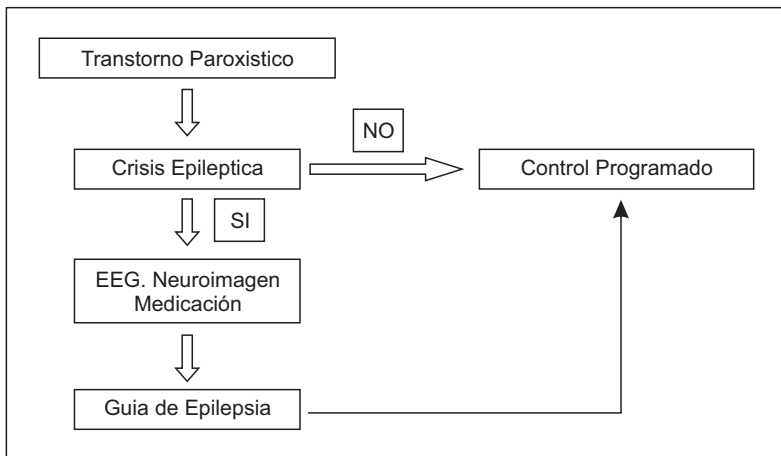 Transtorno Paroxistico
NO
Crisis Epileptica
Control Programado
SI
EEG. Neuroimagen
Medicación
Guia de Epilepsia